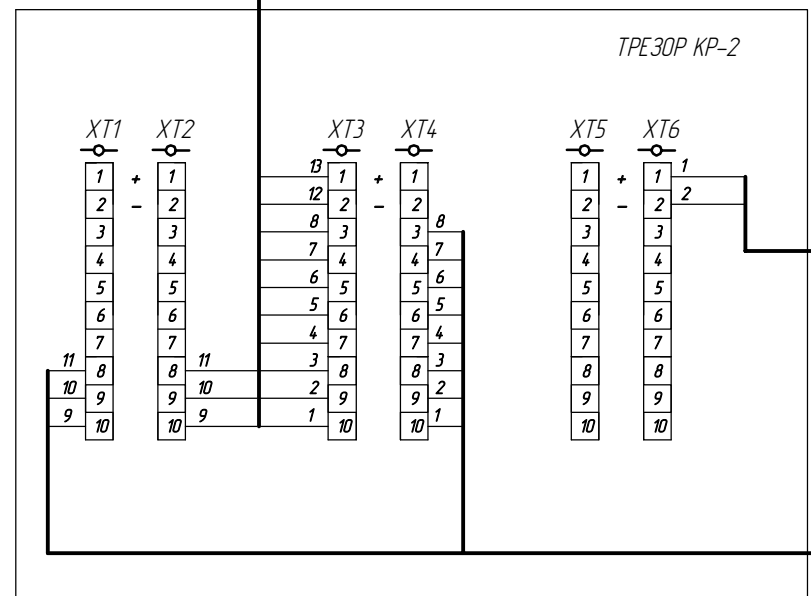 ТРЕЗОР КР-2
XT1 XT2 XT3 XT4 XT5 XT6
13 1
1 + 1 1 + 1 1 + 1
12 2
2 - 2 2 - 2 2 - 2
8 8
3 3 3 3 3 3
7 7
4 4 4 4 4 4
6 6
5 5 5 5 5 5
5 5
6 6 6 6 6 6
4 4
7 7 7 7 7 7
11 11 3 3
8 8 8 8 8 8
10 10 2 2
9 9 9 9 9 9
9 9 1 1
10 10 10 10 10 10